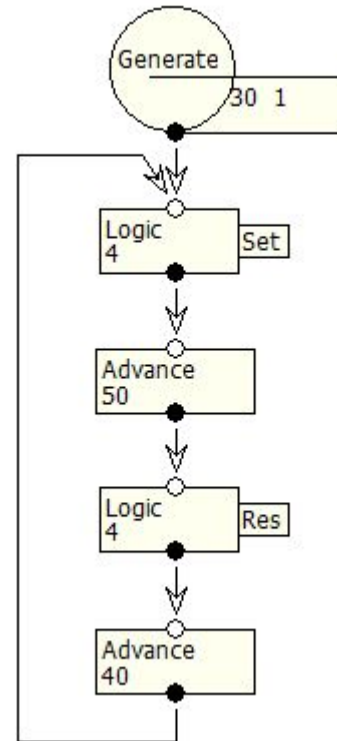 Generate
30 1
Logic
4
Set
Advance
50
Logic
4
Res
Advance
40